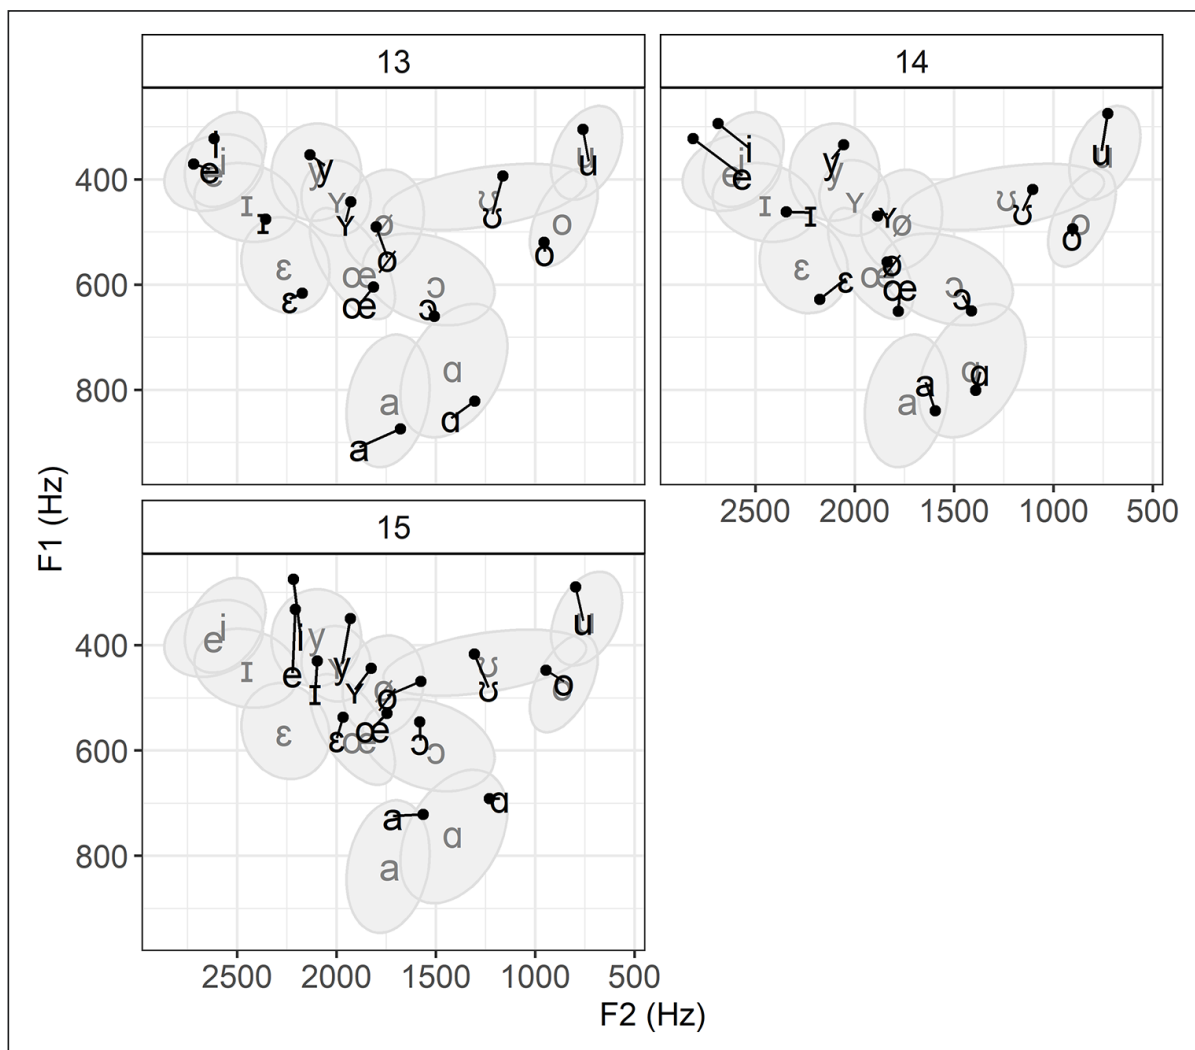 13
14
i i
e e
y y
ɪ ɪ
ʏ ʏ
ø ø
ɛ ɛ
œ œ
ʊ ʊ
u u
o o
ɔ ɔ
a a
ɑ ɑ
i i
e e
y y
ɪ ɪ
ʏ ʏ
ø ø
ɛ ɛ
œ œ
ʊ ʊ
u u
o o
ɔ ɔ
a a
ɑ ɑ
400
600
800
2500 2000 1500 1000 500
15
i i
e e
y y
ɪ ɪ
ʏ ʏ
ø ø
ɛ ɛ
œ œ
ʊ ʊ
u u
o o
ɔ ɔ
a a
ɑ ɑ
400
600
800
2500 2000 1500 1000 500
F1 (Hz)
F2 (Hz)